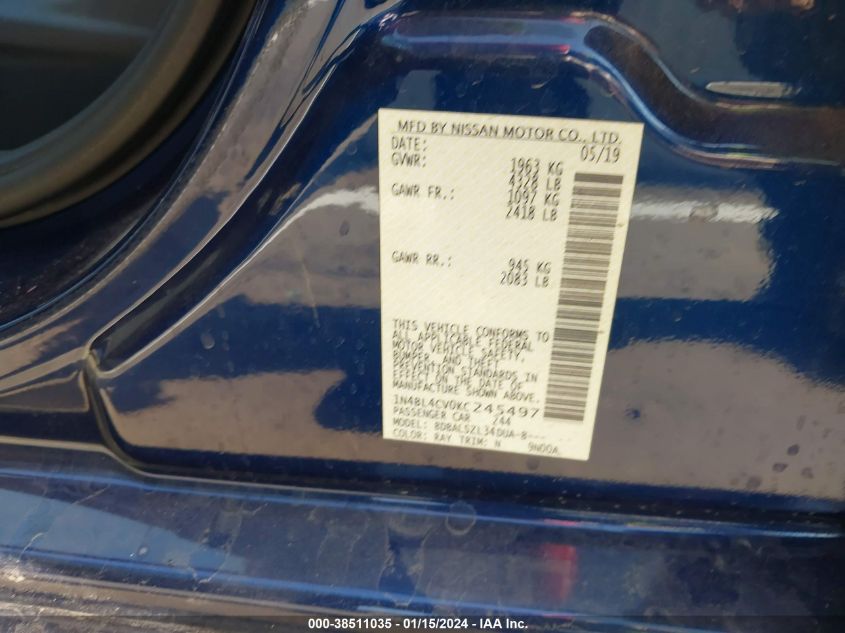 MFD BY NISSAN MOTOR CO., LTD.
DATE: 05/19
GVWR: 1963 KG
4328 LB
GAWR FR.: 1097 KG
2418 LB
GAWR RR.: 945 KG
2083 LB
THIS VEHICLE CONFORMS TO
ALL APPLICABLE FEDERAL
MOTOR VEHICLE SAFETY,
BUMPER, AND THEFT
PREVENTION STANDARDS IN
EFFECT ON THE DATE OF
MANUFACTURE SHOWN ABOVE.
1N4BL4CV0KC245497
PASSENGER CAR 244
MODEL: BDBALSZL34DUA-B---
COLOR: RAY TRIM: N 9N00A
000-38511035 - 01/15/2024 - IAA Inc.